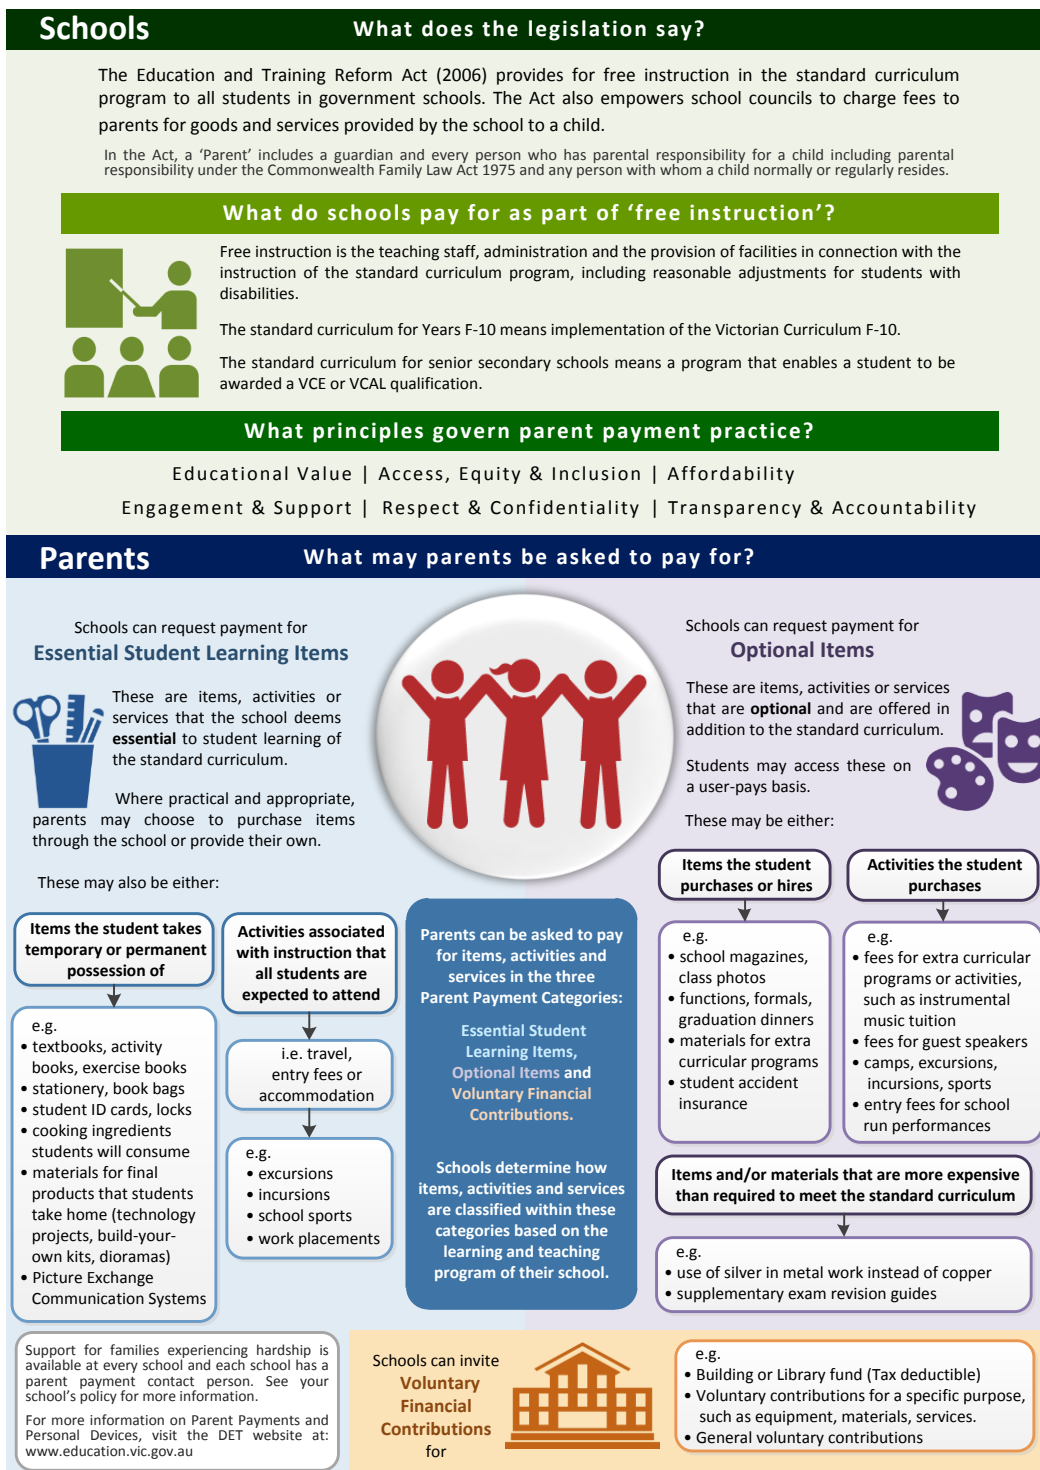 Schools
What does the legislation say?
The Education and Training Reform Act (2006) provides for free instruction in the standard curriculum
program to all students in government schools. The Act also empowers school councils to charge fees to
parents for goods and services provided by the school to a child.
In the Act, a ‘Parent’ includes a guardian and every person who has parental responsibility for a child including parental
responsibility under the Commonwealth Family Law Act 1975 and any person with whom a child normally or regularly resides.
What do schools pay for as part of ‘free instruction’?
Free instruction is the teaching staff, administration and the provision of facilities in connection with the
instruction of the standard curriculum program, including reasonable adjustments for students with
disabilities.
The standard curriculum for Years F-10 means implementation of the Victorian Curriculum F-10.
The standard curriculum for senior secondary schools means a program that enables a student to be
awarded a VCE or VCAL qualification.
What principles govern parent payment practice?
Educational Value | Access, Equity & Inclusion | Affordability
Engagement & Support | Respect & Confidentiality | Transparency & Accountability
Parents
What may parents be asked to pay for?
Schools can request payment for
Essential Student Learning Items
These are items, activities or
services that the school deems
essential to student learning of
the standard curriculum.
Where practical and appropriate,
parents may choose to purchase items
through the school or provide their own.
These may also be either:
Items the student takes
temporary or permanent
possession of
e.g.
• textbooks, activity
books, exercise books
• stationery, book bags
• student ID cards, locks
• cooking ingredients
students will consume
• materials for final
products that students
take home (technology
projects, build-your-
own kits, dioramas)
• Picture Exchange
Communication Systems
Activities associated
with instruction that
all students are
expected to attend
i.e. travel,
entry fees or
accommodation
e.g.
• excursions
• incursions
• school sports
• work placements
Parents can be asked to pay
for items, activities and
services in the three
Parent Payment Categories:
Essential Student
Learning Items,
Optional Items and
Voluntary Financial
Contributions.
Schools determine how
items, activities and services
are classified within these
categories based on the
learning and teaching
program of their school.
Schools can request payment for
Optional Items
These are items, activities or services
that are optional and are offered in
addition to the standard curriculum.
Students may access these on
a user-pays basis.
These may be either:
Items the student
purchases or hires
e.g.
• school magazines,
class photos
• functions, formals,
graduation dinners
• materials for extra
curricular programs
• student accident
insurance
Activities the student
purchases
e.g.
• fees for extra curricular
programs or activities,
such as instrumental
music tuition
• fees for guest speakers
• camps, excursions,
incursions, sports
• entry fees for school
run performances
Items and/or materials that are more expensive
than required to meet the standard curriculum
e.g.
• use of silver in metal work instead of copper
• supplementary exam revision guides
Support for families experiencing hardship is
available at every school and each school has a
parent payment contact person. See your
school’s policy for more information.
For more information on Parent Payments and
Personal Devices, visit the DET website at:
www.education.vic.gov.au
Schools can invite
Voluntary
Financial
Contributions
for
e.g.
• Building or Library fund (Tax deductible)
• Voluntary contributions for a specific purpose,
such as equipment, materials, services.
• General voluntary contributions